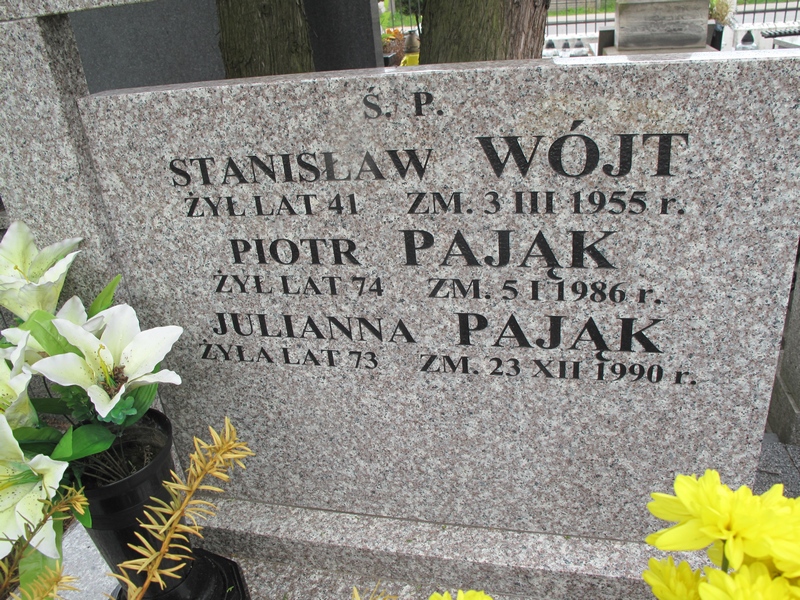 Ś. P.
STANISŁAW WÓJT
ŻYŁ LAT 41 ZM. 3 III 1955 r.
PIOTR PAJĄK
ŻYŁ LAT 74 ZM. 5 I 1986 r.
JULIANNA PAJĄK
ŻYŁA LAT 73 ZM. 23 XII 1990 r.